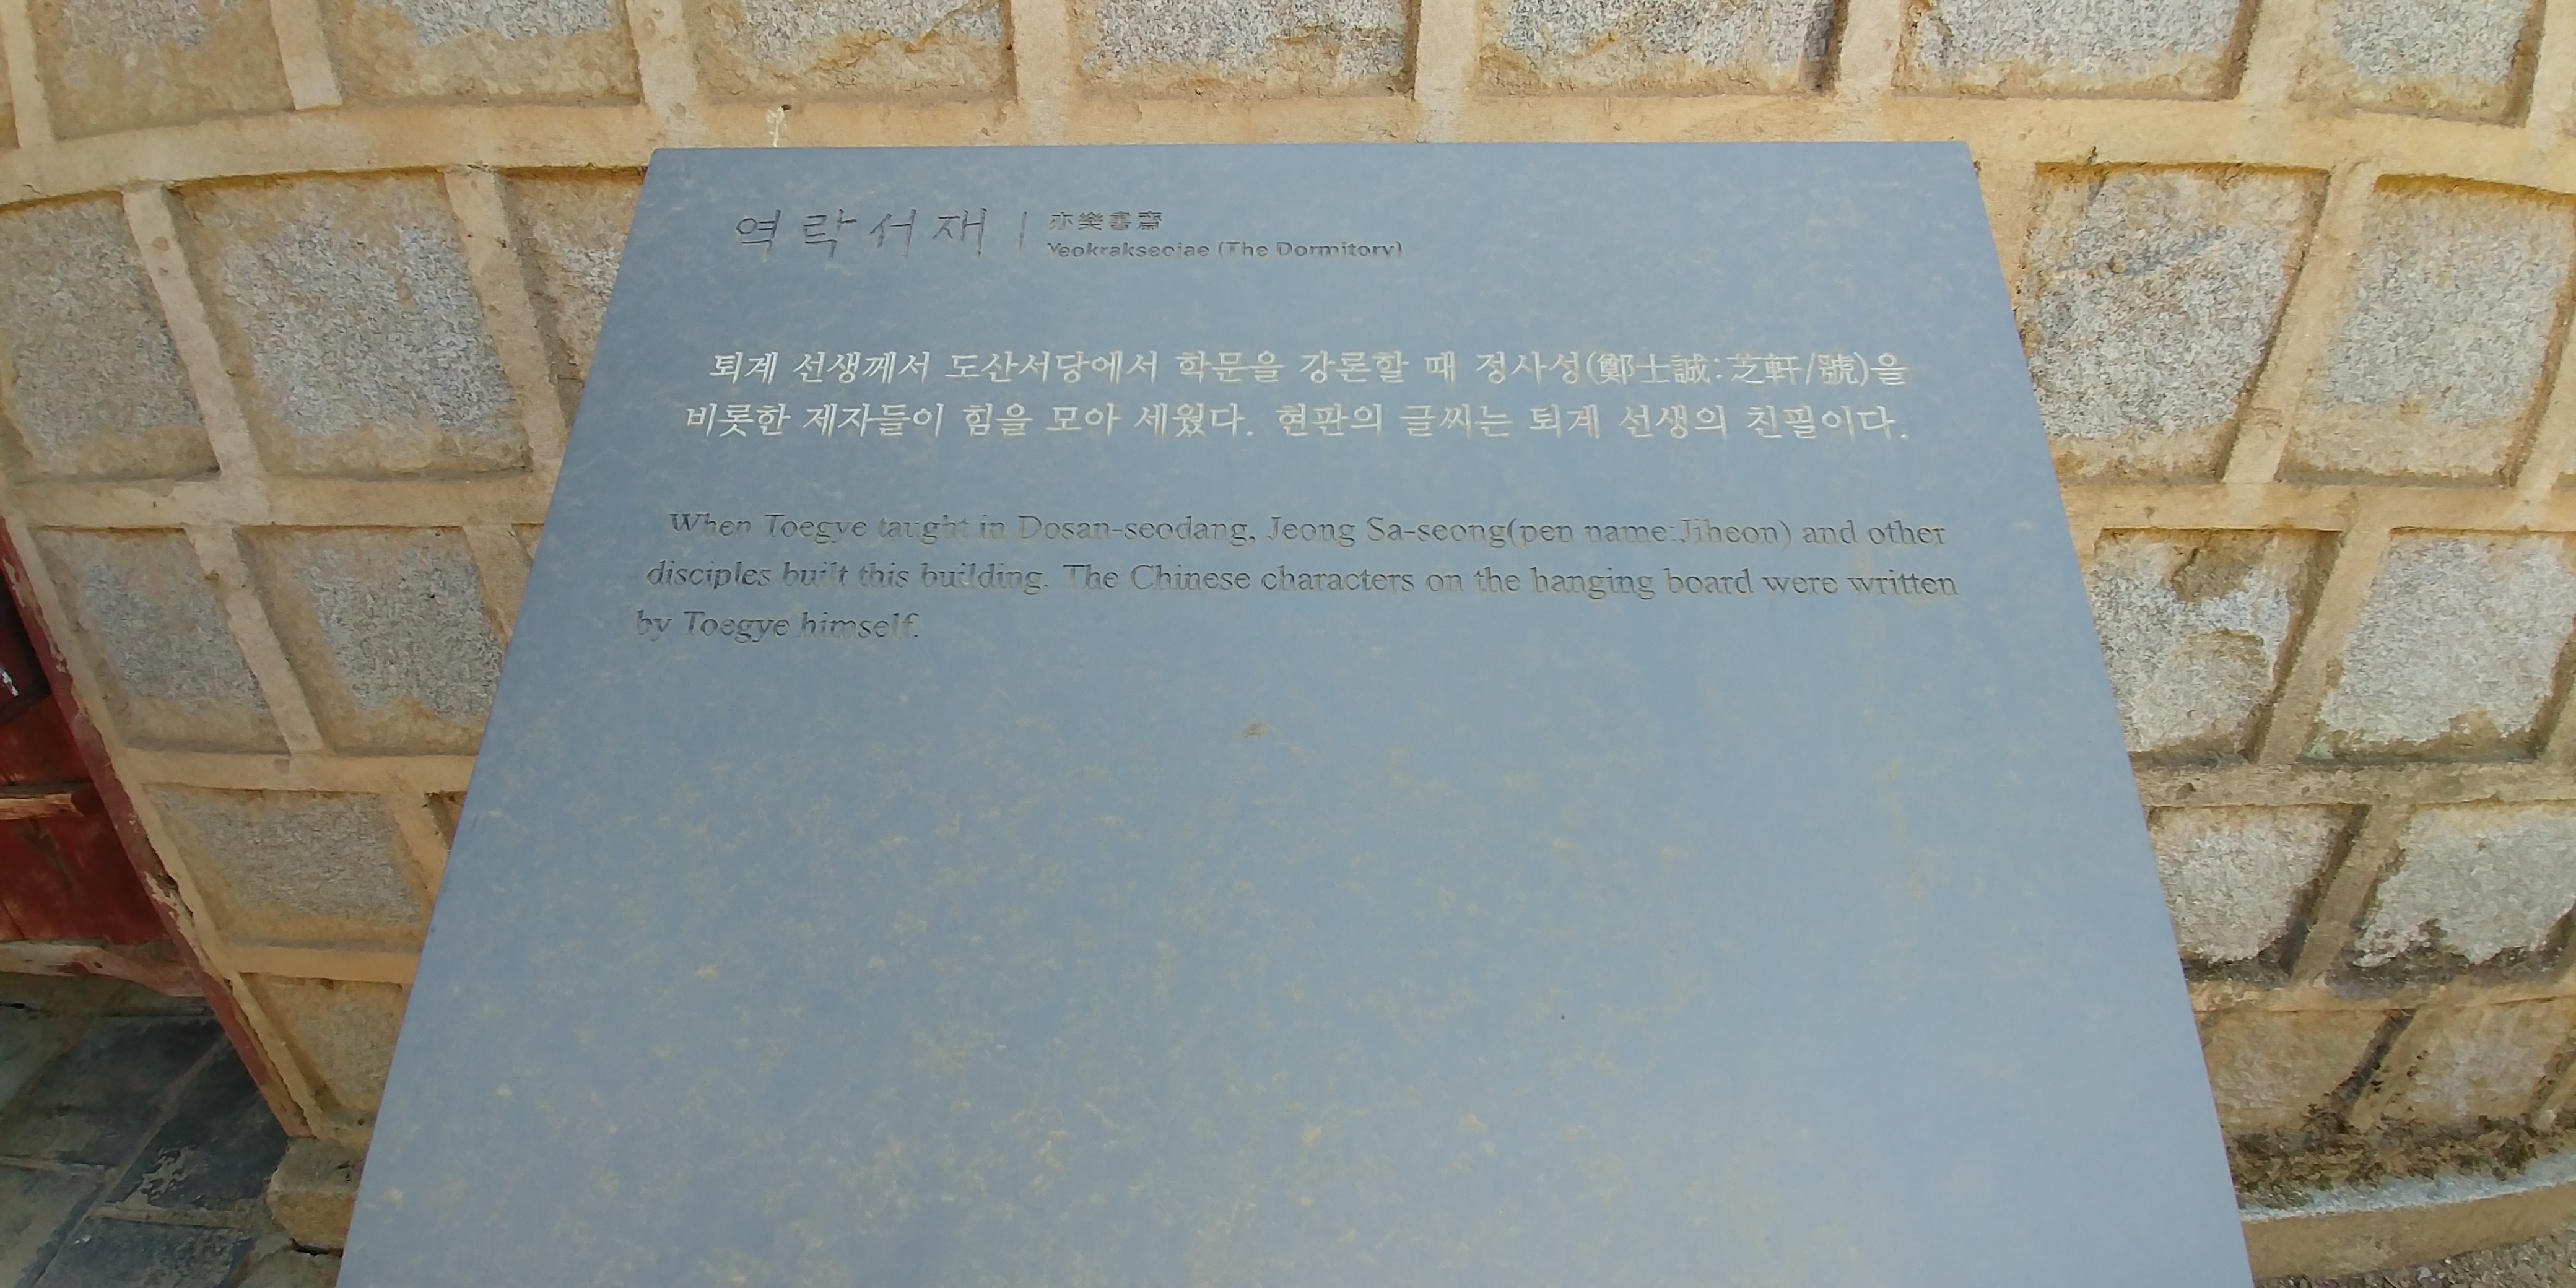 역락서재 | 亦樂書齋
Yeokrakseojae (The Dormitory)
퇴계 선생께서 도산서당에서 학문을 강론할 때 정사성(鄭士誠:芝軒/號)을
비롯한 제자들이 힘을 모아 세웠다. 현판의 글씨는 퇴계 선생의 친필이다.
When Toegye taught in Dosan-seodang, Jeong Sa-seong(pen name:Jiheon) and other
disciples built this building. The Chinese characters on the hanging board were written
by Toegye himself.